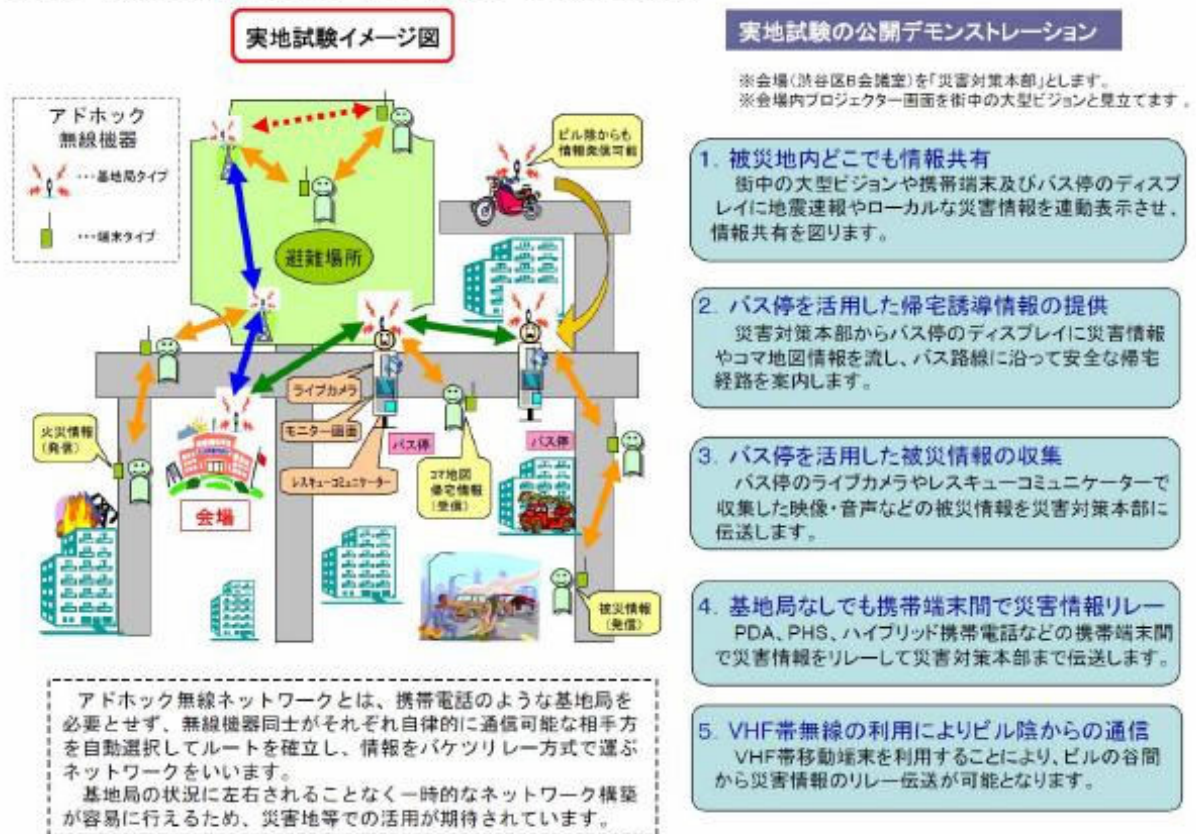 実地試験イメージ図
アドホック
無線機器
…基地局タイプ
…端末タイプ
避難場所
ビル陰からも
情報発信可能
火災情報
(発信)
会場
ライブカメラ
モニター画面
レスキューコミュニケーター
バス停
コマ地図
帰宅情報
(受信)
バス停
被災情報
(発信)
アドホック無線ネットワークとは、携帯電話のような基地局を
必要とせず、無線機器同士がそれぞれ自律的に通信可能な相手方
を自動選択してルートを確立し、情報をバケツリレー方式で運ぶ
ネットワークをいいます。
基地局の状況に左右されることなく一時的なネットワーク構築
が容易に行えるため、災害地等での活用が期待されています。
実地試験の公開デモンストレーション
※会場(渋谷区B会議室)を「災害対策本部」とします。
※会場内プロジェクター画面を街中の大型ビジョンと見立てます。
1. 被災地内どこでも情報共有
街中の大型ビジョンや携帯端末及びバス停のディスプ
レイに地震速報やローカルな災害情報を連動表示させ、
情報共有を図ります。
2. バス停を活用した帰宅誘導情報の提供
災害対策本部からバス停のディスプレイに災害情報
やコマ地図情報を流し、バス路線に沿って安全な帰宅
経路を案内します。
3. バス停を活用した被災情報の収集
バス停のライブカメラやレスキューコミュニケーターで
収集した映像・音声などの被災情報を災害対策本部に
伝送します。
4. 基地局なしでも携帯端末間で災害情報リレー
PDA、PHS、ハイブリッド携帯電話などの携帯端末間
で災害情報をリレーして災害対策本部まで伝送します。
5. VHF帯無線の利用によりビル陰からの通信
VHF帯移動端末を利用することにより、ビルの谷間
から災害情報のリレー伝送が可能となります。